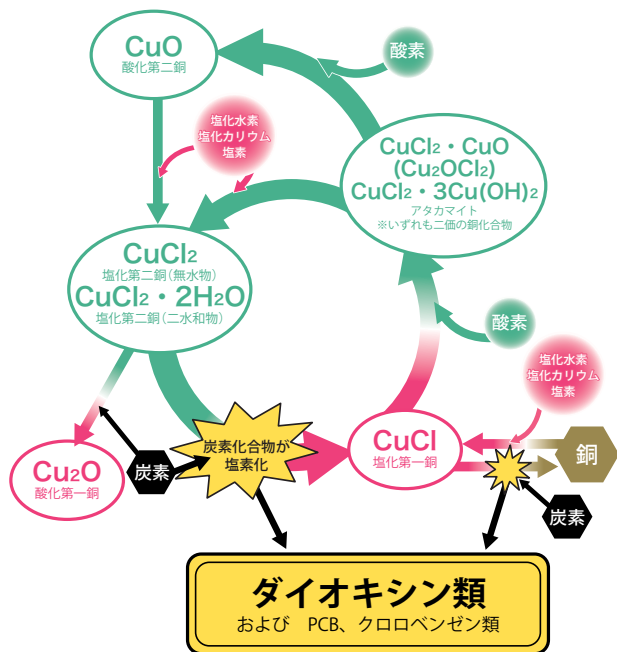 CuO
酸化第二銅
酸素
塩化水素
塩化カリウム
塩素
CuCl₂・CuO
(Cu₂OCl₂)
CuCl₂・3Cu(OH)₂
アタカマイト
※いずれも二価の銅化合物
CuCl₂
塩化第二銅(無水物)
CuCl₂・2H₂O
塩化第二銅(二水和物)
酸素
塩化水素
塩化カリウム
塩素
Cu₂O
酸化第一銅
炭素
炭素化合物が
塩素化
CuCl
塩化第一銅
銅
炭素
ダイオキシン類
および　PCB、クロロベンゼン類